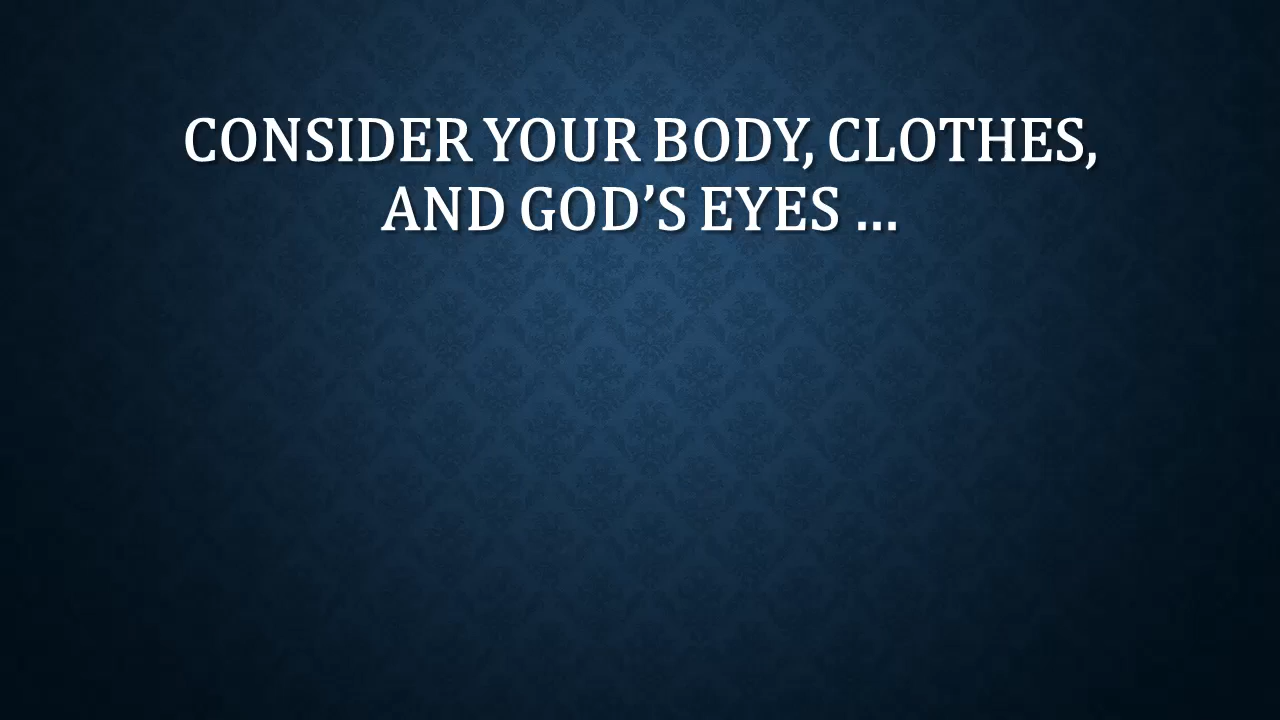 CONSIDER YOUR BODY, CLOTHES,
AND GOD’S EYES …